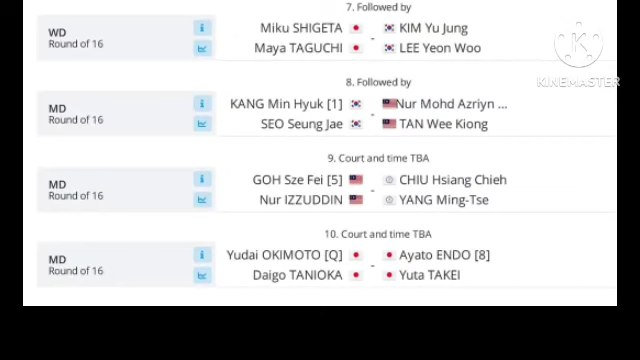 7. Followed by
WD
Round of 16
Miku SHIGETA - KIM Yu Jung
Maya TAGUCHI LEE Yeon Woo
KINEMASTER
8. Followed by
MD
Round of 16
KANG Min Hyuk [1] - Nur Mohd Azriyn ...
SEO Seung Jae TAN Wee Kiong
9. Court and time TBA
MD
Round of 16
GOH Sze Fei [5] - CHIU Hsiang Chieh
Nur IZZUDDIN YANG Ming-Tse
10. Court and time TBA
MD
Round of 16
Yudai OKIMOTO [Q] - Ayato ENDO [8]
Daigo TANIOKA Yuta TAKEI